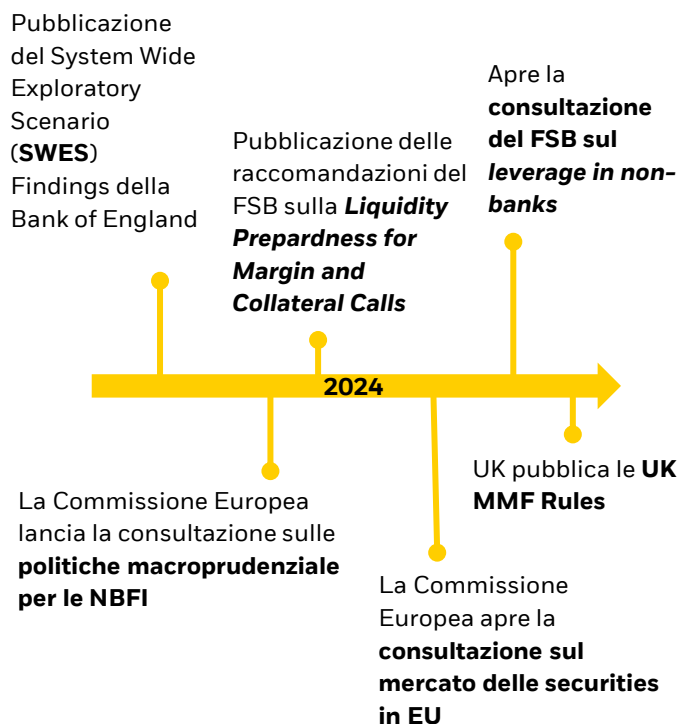 Pubblicazione
del System Wide
Exploratory
Scenario
(SWES)
Findings della
Bank of England
Pubblicazione delle
raccomandazioni del
FSB sulla Liquidity
Prepardness for
Margin and
Collateral Calls
Apre la
consultazione
del FSB sul
leverage in non-
banks
2024
La Commissione Europea
lancia la consultazione sulle
politiche macroprudenziale
per le NBFI
La Commissione
Europea apre la
consultazione sul
mercato delle securities
in EU
UK pubblica le UK
MMF Rules